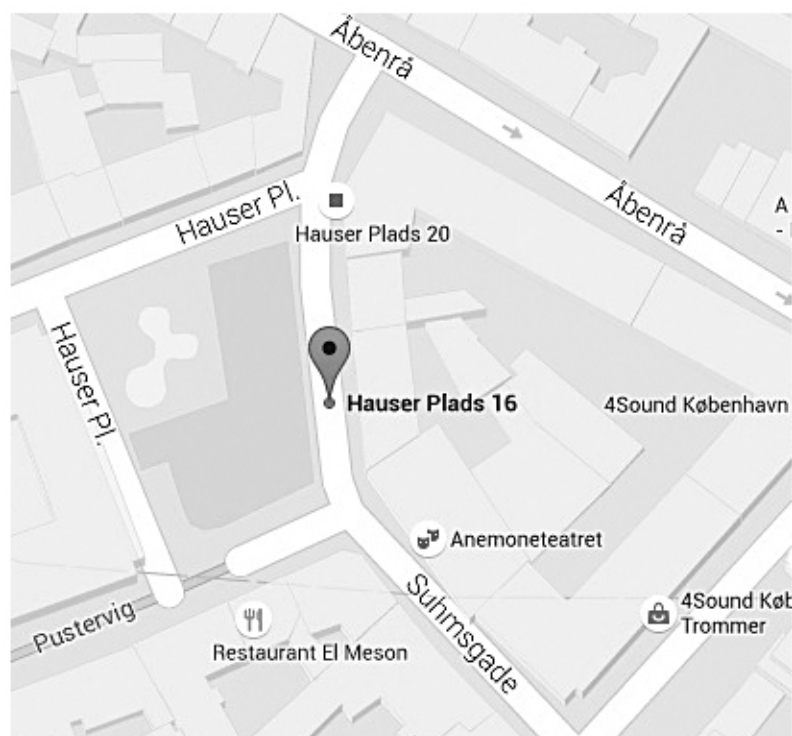 Åbenrå
Åbenrå
A
Hauser Pl.
Hauser Plads 20
Hauser Pl.
Hauser Plads 16
4Sound København
Anemoneteatret
Suhmsgade
4Sound Køb
Trommer
Pustervig
Restaurant El Meson